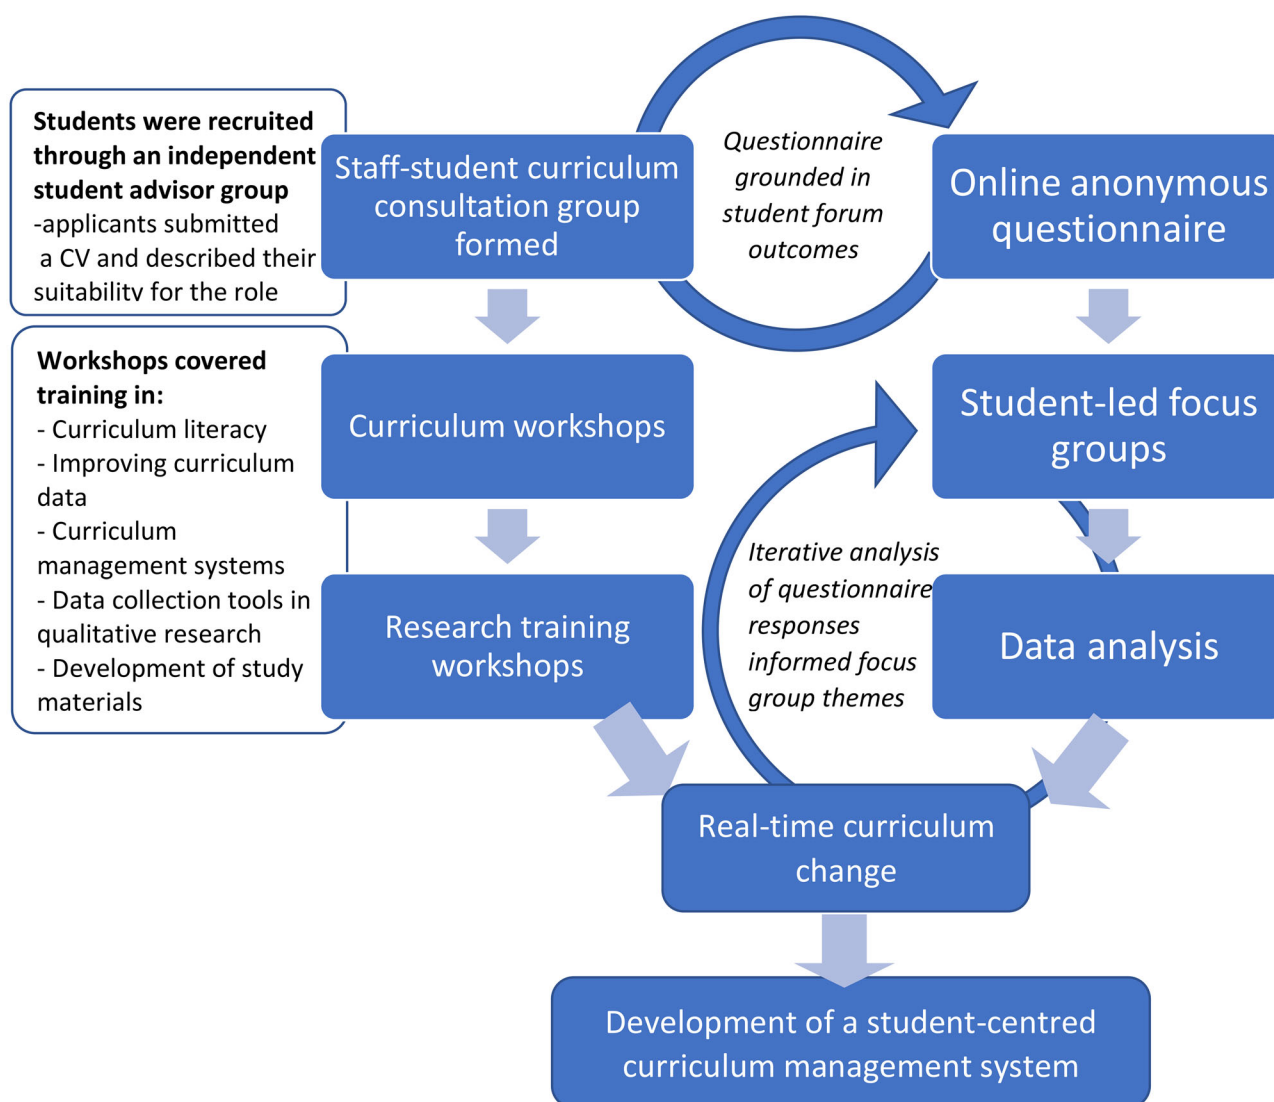 Students were recruited
through an independent
student advisor group
-applicants submitted
a CV and described their
suitability for the role
Staff-student curriculum
consultation group
formed
Questionnaire
grounded in
student forum
outcomes
Online anonymous
questionnaire
Workshops covered
training in:
- Curriculum literacy
- Improving curriculum
data
- Curriculum
management systems
- Data collection tools in
qualitative research
- Development of study
materials
Curriculum workshops
Student-led focus
groups
Research training
workshops
Iterative analysis
of questionnaire
responses
informed focus
group themes
Data analysis
Real-time curriculum
change
Development of a student-centred
curriculum management system